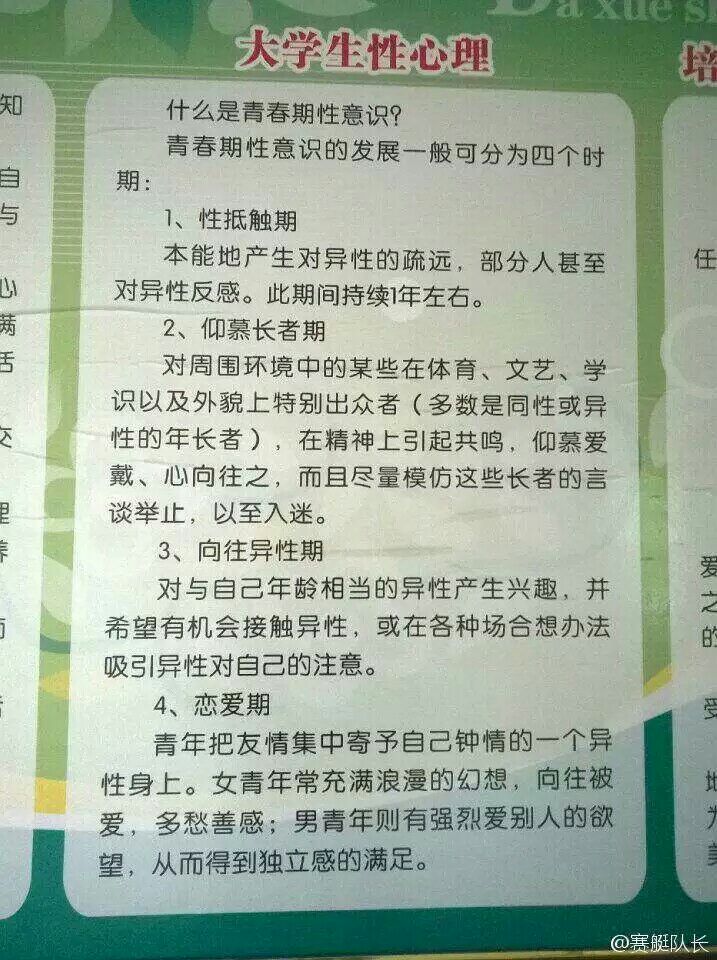 Da xue sh
大学生性心理
培
知
自
与
心
满
活
交
理
养
什么是青春期性意识?
青春期性意识的发展一般可分为四个时
期：
1、性抵触期
本能地产生对异性的疏远，部分人甚至
对异性反感。此期间持续1年左右。
2、仰慕长者期
对周围环境中的某些在体育、文艺、学
识以及外貌上特别出众者（多数是同性或异
性的年长者），在精神上引起共鸣，仰慕爱
戴、心向往之，而且尽量模仿这些长者的言
谈举止，以至入迷。
3、向往异性期
对与自己年龄相当的异性产生兴趣，并
希望有机会接触异性，或在各种场合想办法
吸引异性对自己的注意。
4、恋爱期
青年把友情集中寄予自己钟情的一个异
性身上。女青年常充满浪漫的幻想，向往被
爱，多愁善感；男青年则有强烈爱别人的欲
望，从而得到独立感的满足。
任
爱
之
的
受
地
为
美
@赛艇队长